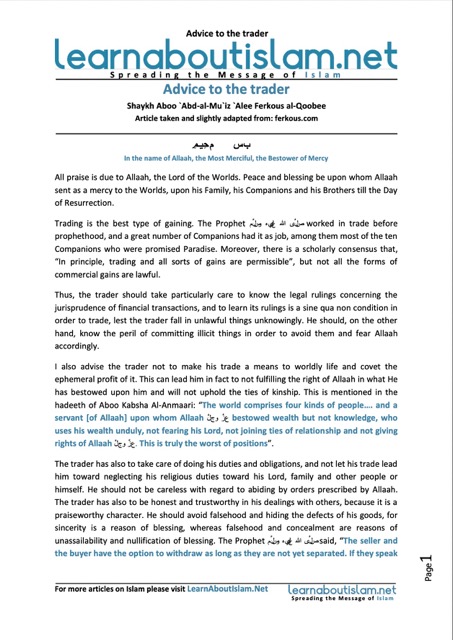 Advice to the trader
learnaboutislam.net
Spreading the Message of Islam
Advice to the trader
Shaykh Aboo `Abd-al-Mu`iz `Alee Ferkous al-Qoobee
Article taken and slightly adapted from: ferkous.com
In the name of Allaah, the Most Merciful, the Bestower of Mercy
All praise is due to Allaah, the Lord of the Worlds. Peace and blessing be upon whom Allaah
sent as a mercy to the Worlds, upon his Family, his Companions and his Brothers till the Day
of Resurrection.
Trading is the best type of gaining. The Prophet worked in trade before
prophethood, and a great number of Companions had it as job, among them most of the ten
Companions who were promised Paradise. Moreover, there is a scholarly consensus that,
"In principle, trading and all sorts of gains are permissible", but not all the forms of
commercial gains are lawful.
Thus, the trader should take particularly care to know the legal rulings concerning the
jurisprudence of financial transactions, and to learn its rulings is a sine qua non condition in
order to trade, lest the trader fall in unlawful things unknowingly. He should, on the other
hand, know the peril of committing illicit things in order to avoid them and fear Allaah
accordingly.
I also advise the trader not to make his trade a means to worldly life and covet the
ephemeral profit of it. This can lead him in fact to not fulfilling the right of Allaah in what He
has bestowed upon him and will not uphold the ties of kinship. This is mentioned in the
hadeeth of Aboo Kabsha Al-Anmaari: "The world comprises four kinds of people.... and a
servant [of Allaah] upon whom Allaah عزّ وجلّ bestowed wealth but not knowledge, who
uses his wealth unduly, not fearing his Lord, not joining ties of relationship and not giving
rights of Allaah عزّ وجلّ. This is truly the worst of positions".
The trader has also to take care of doing his duties and obligations, and not let his trade lead
him toward neglecting his religious duties toward his Lord, family and other people or
himself. He should not be careless with regard to abiding by orders prescribed by Allaah.
The trader has also to be honest and trustworthy in his dealings with others, because it is a
praiseworthy character. He should avoid falsehood and hiding the defects of his goods, for
sincerity is a reason of blessing, whereas falsehood and concealment are reasons of
unassailability and nullification of blessing. The Prophet said, "The seller and
the buyer have the option to withdraw as long as they are not yet separated. If they speak
Page 1
For more articles on Islam please visit LearnAboutIslam.Net
learnaboutislam.net
Spreading the Message of Islam